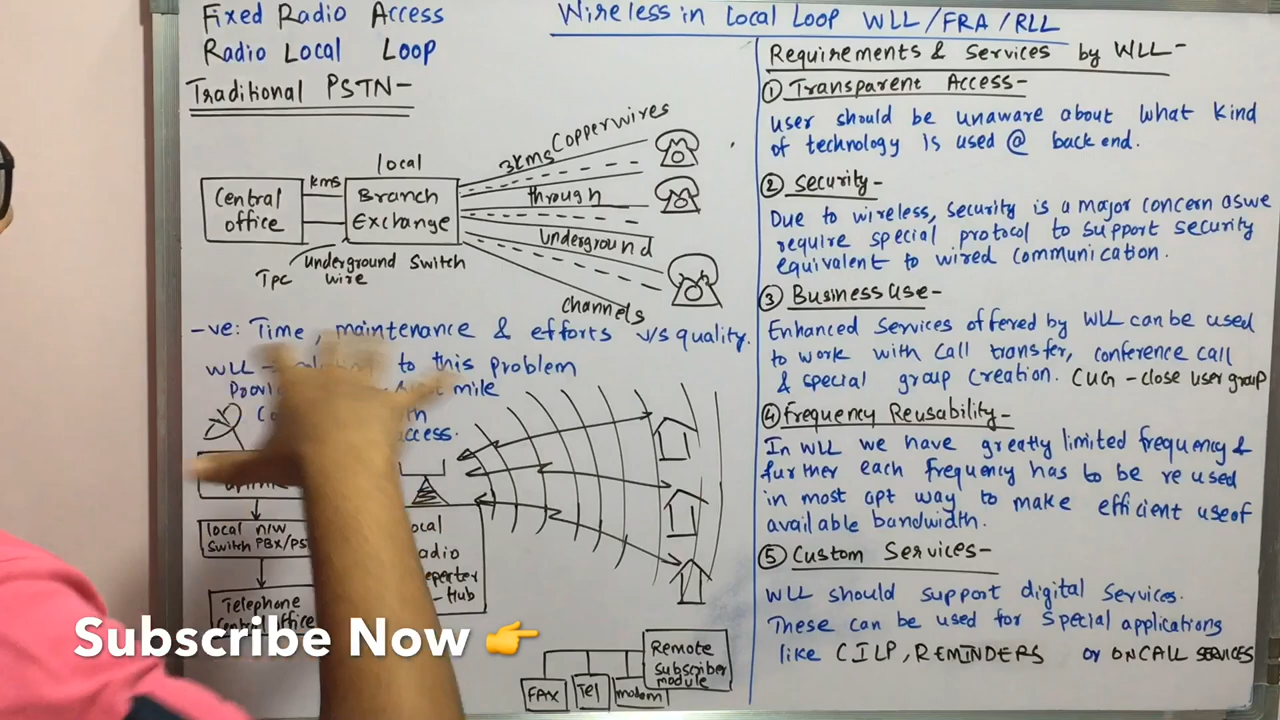 Fixed Radio Access
Radio Local Loop
Wireless in Local Loop WLL/FRA/RLL
Traditional PSTN-
Central office
kms
local
Branch Exchange
Tpc
underground wire
Switch
3kms Copperwires
through
underground
channels
-ve: Time, maintenance & efforts v/s quality.
WLL → to this problem
mile
access.
local n/w
Switch PBX/PS
Telephone
Hub
Remote
subscriber
module
FAX
Tel
modem
Requirements & Services by WLL-
① Transparent Access-
User should be unaware about what kind
of technology is used @ back end.
② Security-
Due to wireless, security is a major concern as we
require special protocol to support security
equivalent to wired communication.
③ Business Use-
Enhanced services offered by WLL can be used
to work with call transfer, conference call
& special group creation. CUG - close user group
④ Frequency Reusability-
In WLL we have greatly limited frequency &
further each frequency has to be re used
in most apt way to make efficient use of
available bandwidth.
⑤ Custom Services-
WLL should support digital services.
These can be used for special applications
like CILP, REMINDERS or ONCALL SERVICES
Subscribe Now 👉